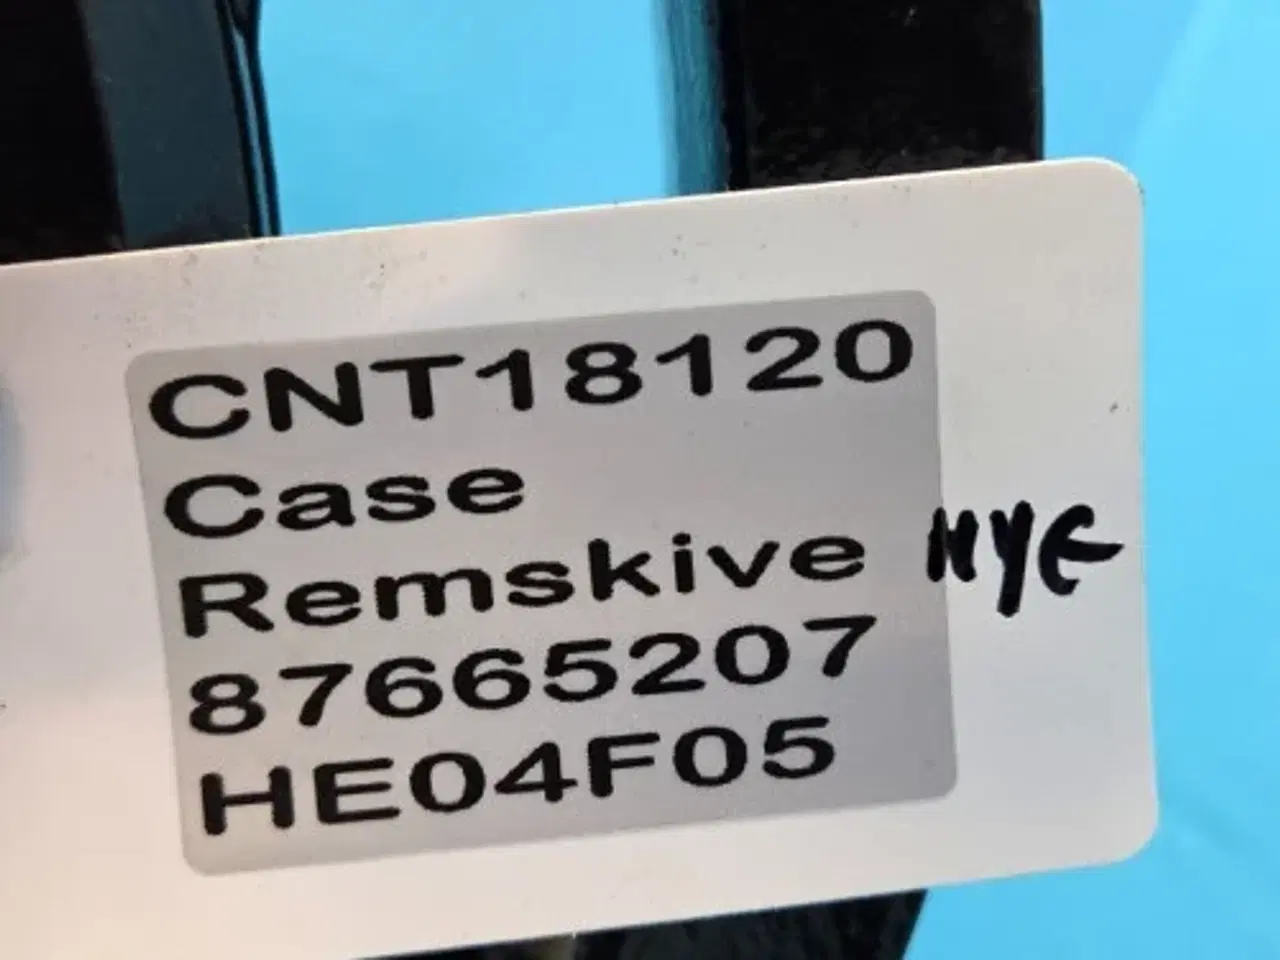 CNT18120
Case
Remskive NYE
87665207
HE04F05